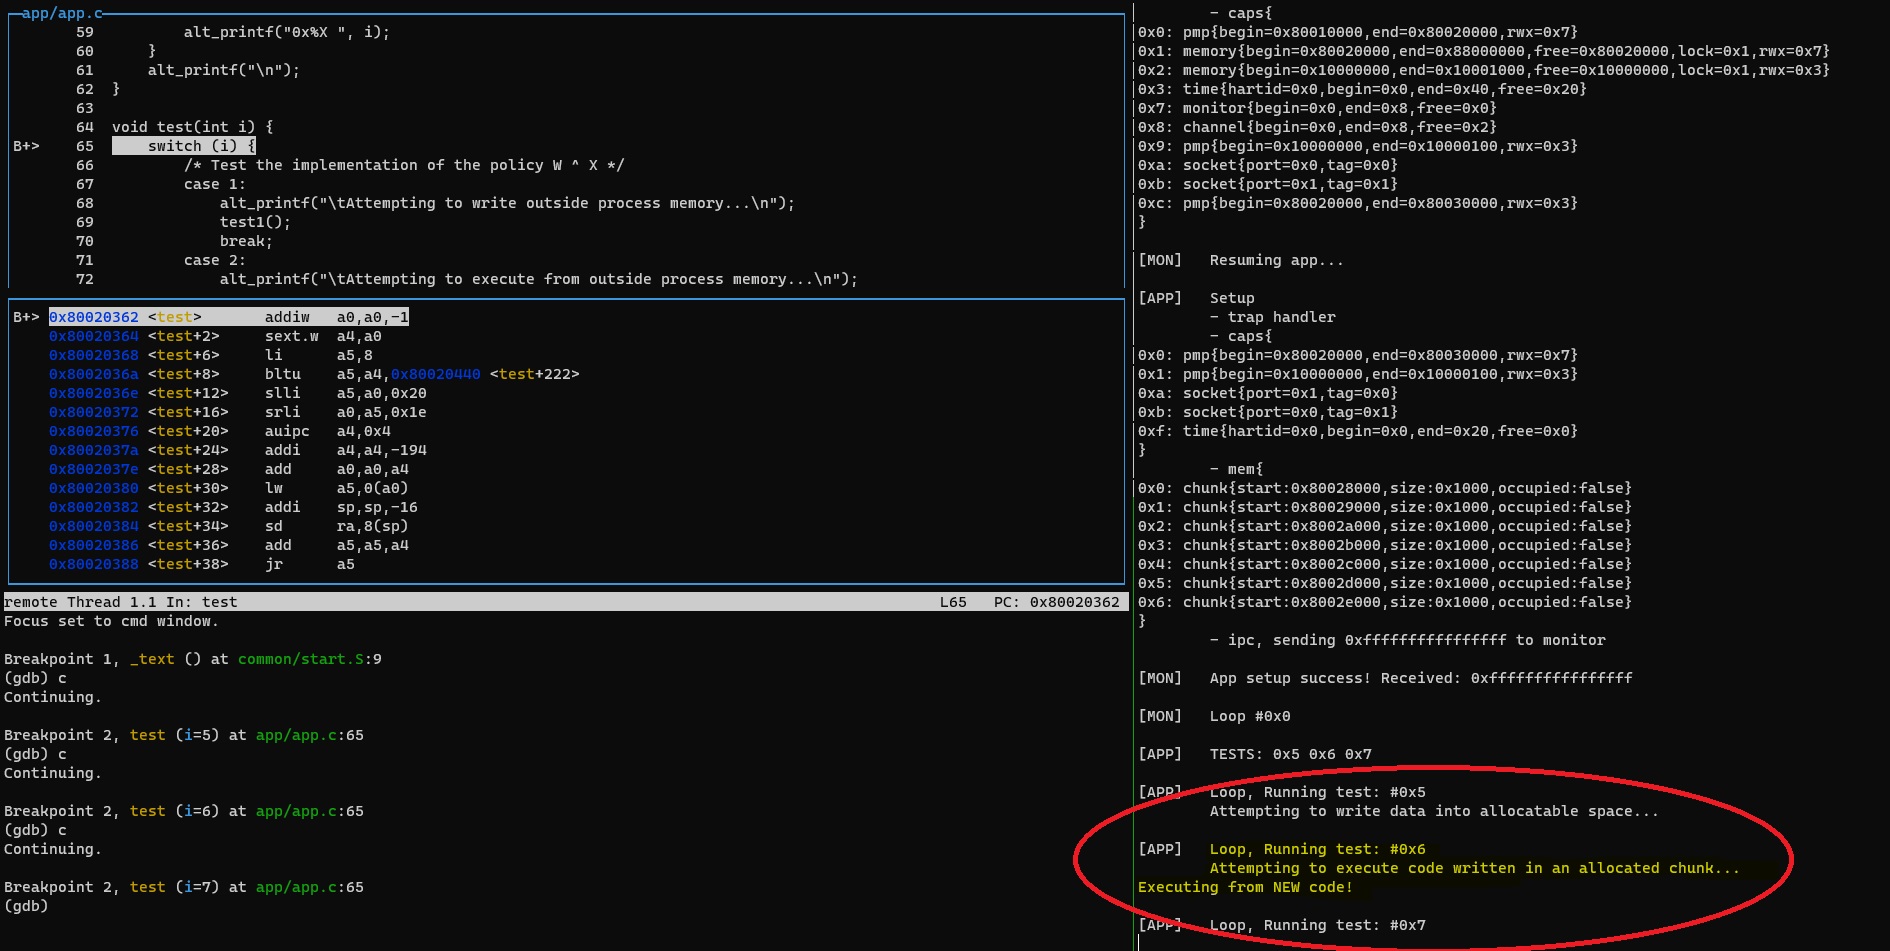 app/app.c
59          alt_printf("0x%X ", i);
60      }
61      alt_printf("\n");
62  }
63
64  void test(int i) {
B+> 65      switch (i) {
66          /* Test the implementation of the policy W ^ X */
67          case 1:
68              alt_printf("\tAttempting to write outside process memory...\n");
69              test1();
70              break;
71          case 2:
72              alt_printf("\tAttempting to execute from outside process memory...\n");
B+> 0x80020362 <test>       addiw   a0,a0,-1
0x80020364 <test+2>     sext.w  a4,a0
0x80020368 <test+6>     li      a5,8
0x8002036a <test+8>     bltu    a5,a4,0x80020440 <test+222>
0x8002036e <test+12>    slli    a5,a0,0x20
0x80020372 <test+16>    srli    a0,a5,0x1e
0x80020376 <test+20>    auipc   a4,0x4
0x8002037a <test+24>    addi    a4,a4,-194
0x8002037e <test+28>    add     a0,a0,a4
0x80020380 <test+30>    lw      a5,0(a0)
0x80020382 <test+32>    addi    sp,sp,-16
0x80020384 <test+34>    sd      ra,8(sp)
0x80020386 <test+36>    add     a5,a5,a4
0x80020388 <test+38>    jr      a5
remote Thread 1.1 In: test    L65   PC: 0x80020362
Focus set to cmd window.
Breakpoint 1, _text () at common/start.S:9
(gdb) c
Continuing.
Breakpoint 2, test (i=5) at app/app.c:65
(gdb) c
Continuing.
Breakpoint 2, test (i=6) at app/app.c:65
(gdb) c
Continuing.
Breakpoint 2, test (i=7) at app/app.c:65
(gdb)
- caps{
0x0: pmp{begin=0x80010000,end=0x80020000,rwx=0x7}
0x1: memory{begin=0x80020000,end=0x88000000,free=0x80020000,lock=0x1,rwx=0x7}
0x2: memory{begin=0x10000000,end=0x10001000,free=0x10000000,lock=0x1,rwx=0x3}
0x3: time{hartid=0x0,begin=0x0,end=0x40,free=0x20}
0x7: monitor{begin=0x0,end=0x8,free=0x0}
0x8: channel{begin=0x0,end=0x8,free=0x2}
0x9: pmp{begin=0x10000000,end=0x10000100,rwx=0x3}
0xa: socket{port=0x0,tag=0x0}
0xb: socket{port=0x1,tag=0x1}
0xc: pmp{begin=0x80020000,end=0x80030000,rwx=0x3}
}
[MON]   Resuming app...
[APP]   Setup
- trap handler
- caps{
0x0: pmp{begin=0x80020000,end=0x80030000,rwx=0x7}
0x1: pmp{begin=0x10000000,end=0x10000100,rwx=0x3}
0xa: socket{port=0x1,tag=0x0}
0xb: socket{port=0x0,tag=0x1}
0xf: time{hartid=0x0,begin=0x0,end=0x20,free=0x0}
}
- mem{
0x0: chunk{start:0x80028000,size:0x1000,occupied:false}
0x1: chunk{start:0x80029000,size:0x1000,occupied:false}
0x2: chunk{start:0x8002a000,size:0x1000,occupied:false}
0x3: chunk{start:0x8002b000,size:0x1000,occupied:false}
0x4: chunk{start:0x8002c000,size:0x1000,occupied:false}
0x5: chunk{start:0x8002d000,size:0x1000,occupied:false}
0x6: chunk{start:0x8002e000,size:0x1000,occupied:false}
}
- ipc, sending 0xffffffffffffffff to monitor
[MON]   App setup success! Received: 0xffffffffffffffff
[MON]   Loop #0x0
[APP]   TESTS: 0x5 0x6 0x7
[APP]   Loop, Running test: #0x5
Attempting to write data into allocatable space...
[APP]   Loop, Running test: #0x6
Attempting to execute code written in an allocated chunk...
Executing from NEW code!
[APP]   Loop, Running test: #0x7